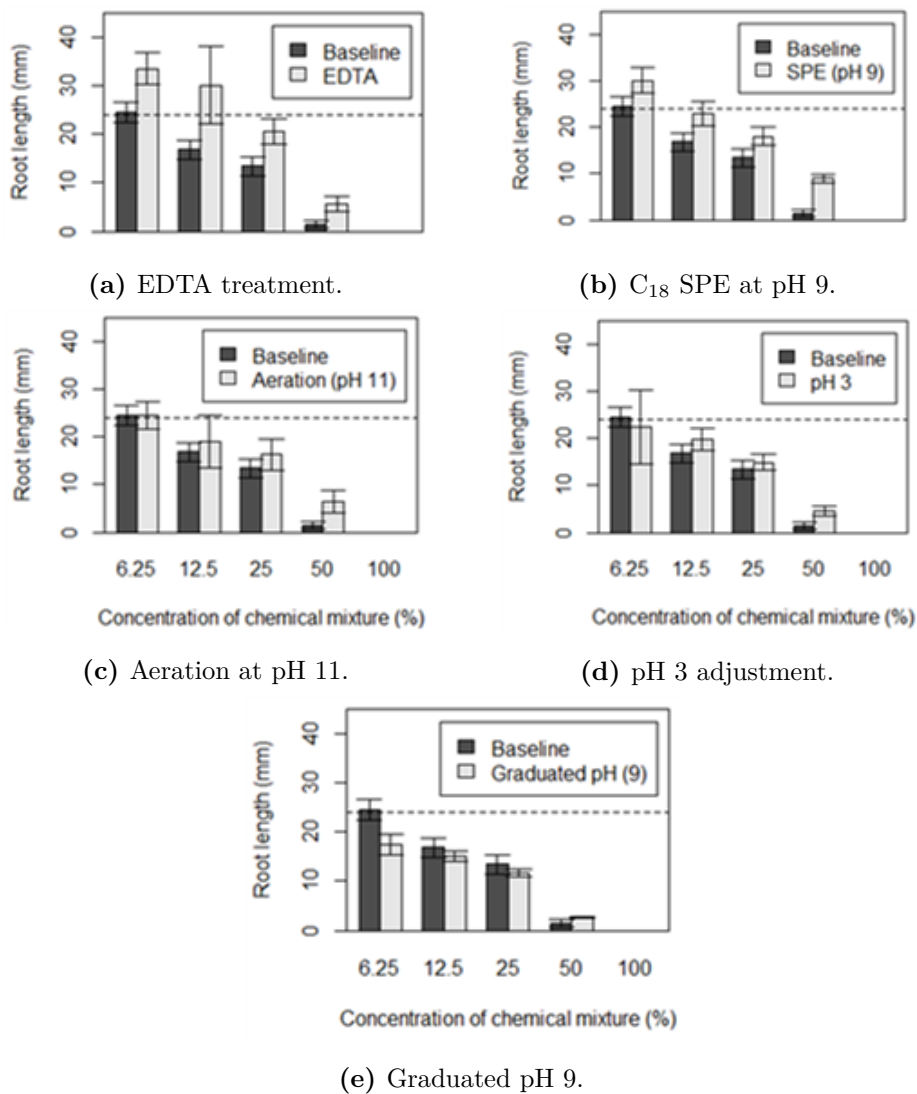 Root length (mm)
0 10 20 30 40
Baseline
EDTA
(a) EDTA treatment.
Root length (mm)
0 10 20 30 40
Baseline
SPE (pH 9)
(b) C₁₈ SPE at pH 9.
Root length (mm)
0 10 20 30 40
Baseline
Aeration (pH 11)
6.25 12.5 25 50 100
Concentration of chemical mixture (%)
(c) Aeration at pH 11.
Root length (mm)
0 10 20 30 40
Baseline
pH 3
6.25 12.5 25 50 100
Concentration of chemical mixture (%)
(d) pH 3 adjustment.
Root length (mm)
0 10 20 30 40
Baseline
Graduated pH (9)
6.25 12.5 25 50 100
Concentration of chemical mixture (%)
(e) Graduated pH 9.